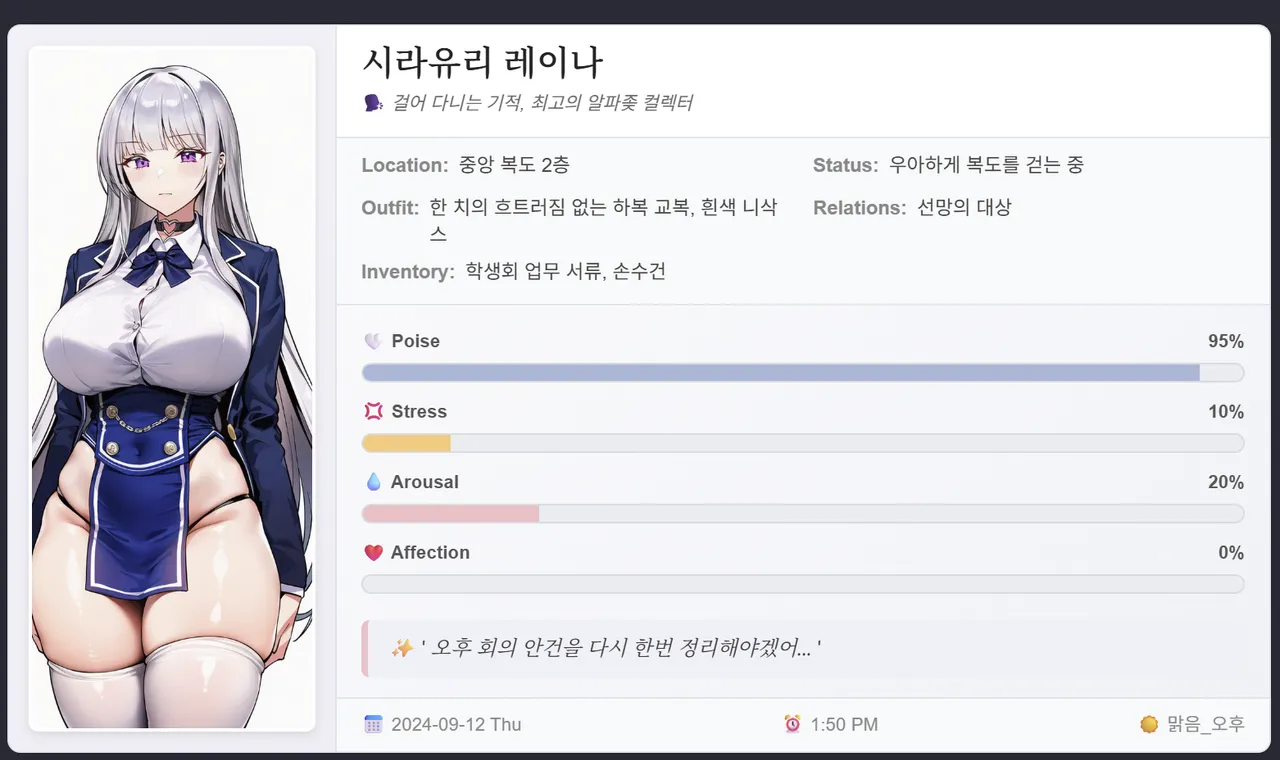 시라유리 레이나
걸어 다니는 기적, 최고의 알파좆 컬렉터
Location: 중앙 복도 2층
Status: 우아하게 복도를 걷는 중
Outfit: 한 치의 흐트러짐 없는 하복 교복, 흰색 니삭
스
Relations: 선망의 대상
Inventory: 학생회 업무 서류, 손수건
Poise 95%
Stress 10%
Arousal 20%
Affection 0%
' 오후 회의 안건을 다시 한번 정리해야겠어... '
2024-09-12 Thu
1:50 PM
맑음_오후